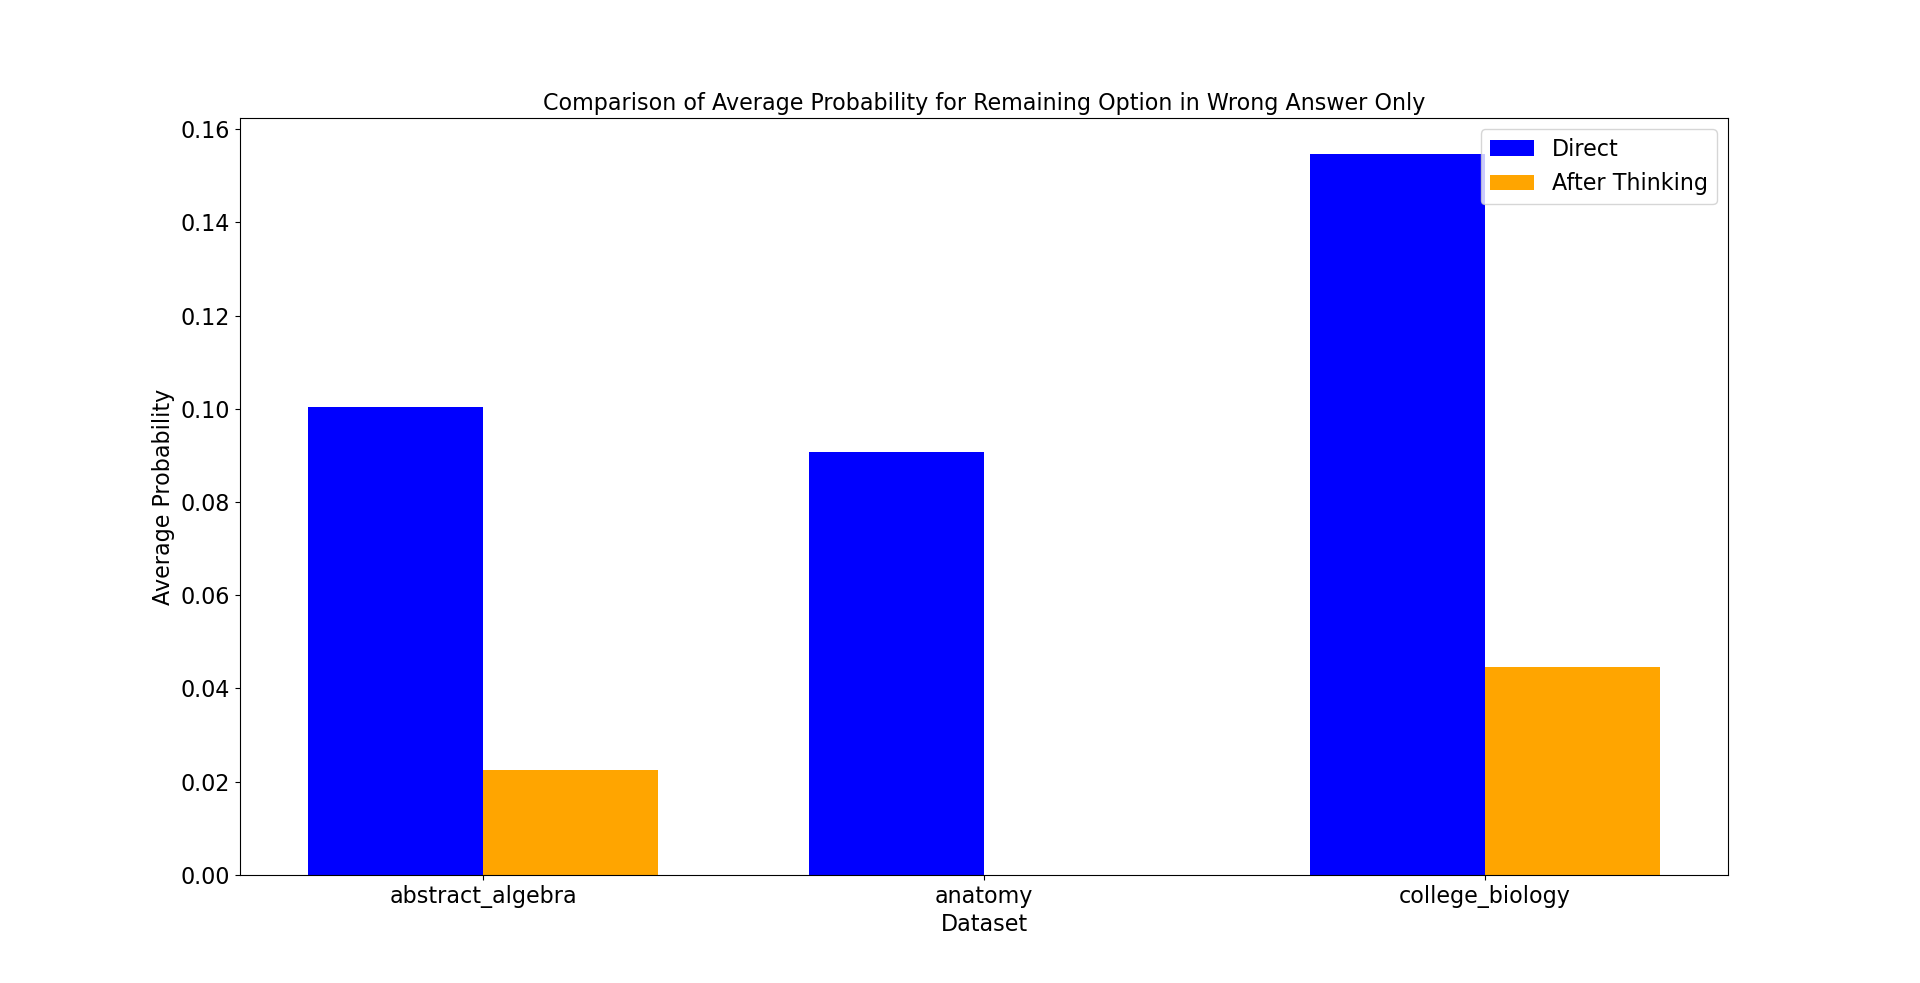 Comparison of Average Probability for Remaining Option in Wrong Answer Only
0.16
0.14
0.12
0.10
0.08
0.06
0.04
0.02
0.00
Average Probability
Direct
After Thinking
abstract_algebra
anatomy
college_biology
Dataset